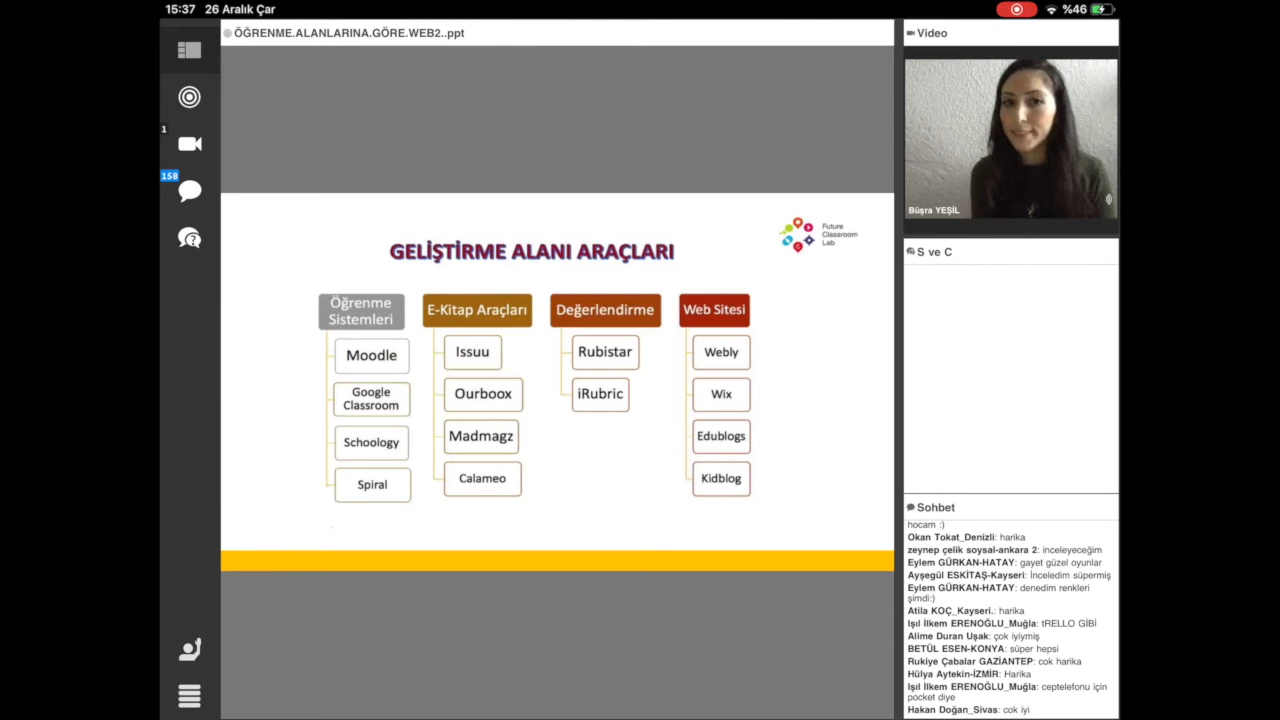 15:37 26 Aralık Çar
%46
ÖĞRENME.ALANLARINA.GÖRE.WEB2..ppt
1
158
GELİŞTİRME ALANI ARAÇLARI
Future
Classroom
Lab
Öğrenme
Sistemleri
Moodle
Google
Classroom
Schoology
Spiral
E-Kitap Araçları
Issuu
Ourboox
Madmagz
Calameo
Değerlendirme
Rubistar
iRubric
Web Sitesi
Webly
Wix
Edublogs
Kidblog
Video
Büşra YEŞİL
S ve C
Sohbet
hocam :)
Okan Tokat_Denizli: harika
zeynep çelik soysal-ankara 2: inceleyeceğim
Eylem GÜRKAN-HATAY: gayet güzel oyunlar
Ayşegül ESKİTAŞ-Kayseri: İnceledim süpermiş
Eylem GÜRKAN-HATAY: denedim renkleri
şimdi:)
Atila KOÇ_Kayseri.: harika
Işıl İlkem ERENOĞLU_Muğla: tRELLO GİBİ
Alime Duran Uşak: çok iyiymiş
BETÜL ESEN-KONYA: süper hepsi
Rukiye Çabalar GAZİANTEP: cok harika
Hülya Aytekin-İZMİR: Harika
Işıl İlkem ERENOĞLU_Muğla: ceptelefonu için
pocket diye
Hakan Doğan_Sivas: cok iyi